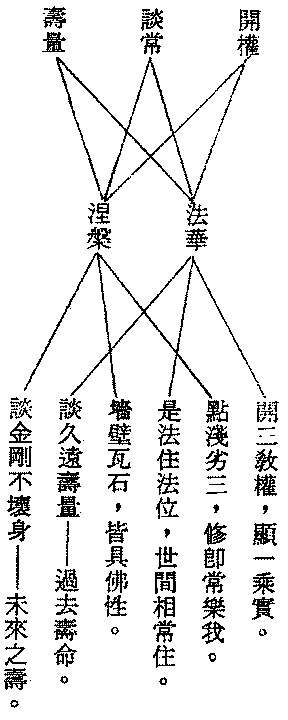 開權
談常
壽量
法華
涅槃
開三教權，顯一乘實。
點淺劣三，修即常樂我。
是法住法位，世間相常住。
墻壁瓦石，皆具佛性。
談久遠壽量——過去壽命。
談金剛不壞身——未來之壽。